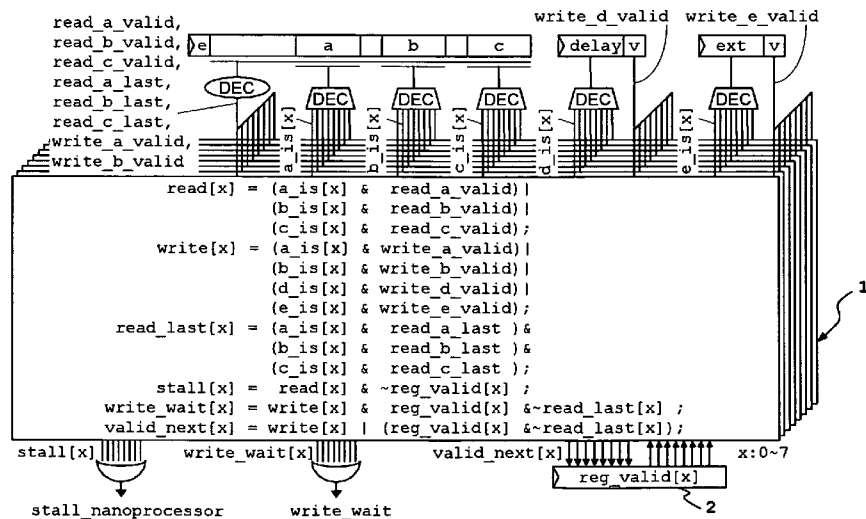 read_a_valid,
read_b_valid,
read_c_valid,
read_a_last,
read_b_last,
read_c_last,
write_a_valid,
write_b_valid
write_d_valid write_e_valid
e a b c delay v ext v
DEC DEC DEC DEC DEC DEC
a_is[x] b_is[x] c_is[x] d_is[x] e_is[x]
read[x] = (a_is[x] & read_a_valid)|
(b_is[x] & read_b_valid)|
(c_is[x] & read_c_valid);
write[x] = (a_is[x] & write_a_valid)|
(b_is[x] & write_b_valid)|
(d_is[x] & write_d_valid)|
(e_is[x] & write_e_valid);
read_last[x] = (a_is[x] & read_a_last )&
(b_is[x] & read_b_last )&
(c_is[x] & read_c_last );
stall[x] = read[x] & ~reg_valid[x] ;
write_wait[x] = write[x] & reg_valid[x] &~read_last[x] ;
valid_next[x] = write[x] | (reg_valid[x] &~read_last[x]);
1
stall[x] write_wait[x] valid_next[x] x:0~7
reg_valid[x]
2
stall_nanoprocessor write_wait